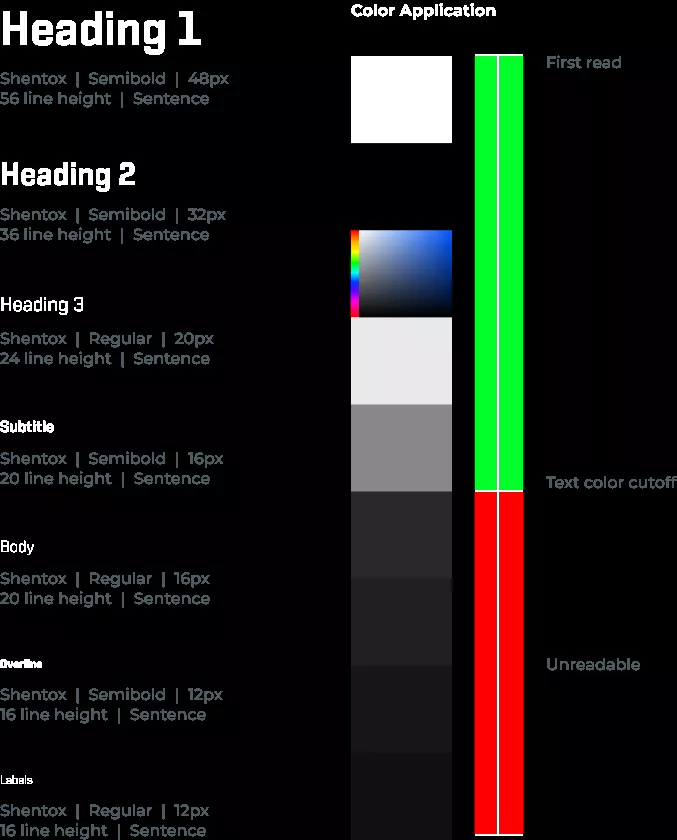 Heading 1
Shentox | Semibold | 48px
56 line height | Sentence
Heading 2
Shentox | Semibold | 32px
36 line height | Sentence
Heading 3
Shentox | Regular | 20px
24 line height | Sentence
Subtitle
Shentox | Semibold | 16px
20 line height | Sentence
Body
Shentox | Regular | 16px
20 line height | Sentence
Overline
Shentox | Semibold | 12px
16 line height | Sentence
Labels
Shentox | Regular | 12px
16 line height | Sentence
Color Application
First read
Text color cutoff
Unreadable